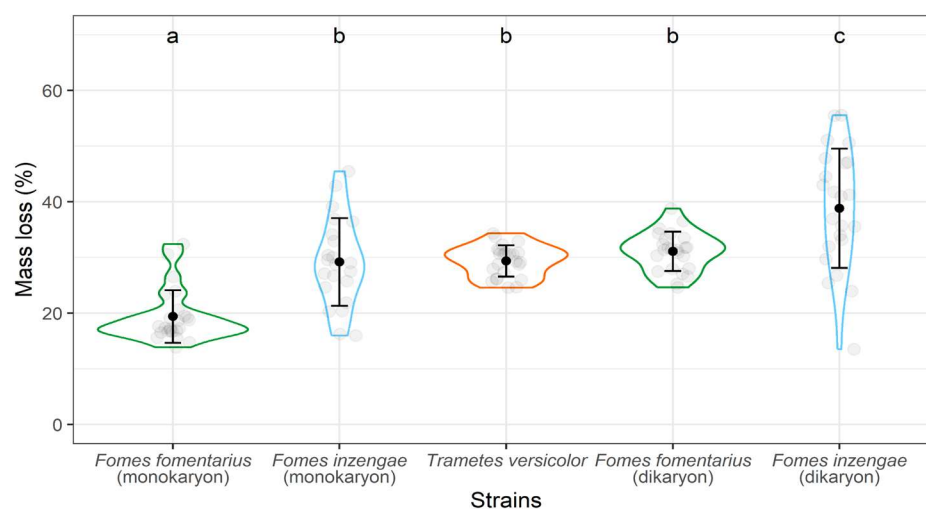 a b b b c
60
40
20
0
Mass loss (%)
Fomes fomentarius Fomes inzengae Trametes versicolor Fomes fomentarius Fomes inzengae
(monokaryon) (monokaryon) (dikaryon) (dikaryon)
Strains